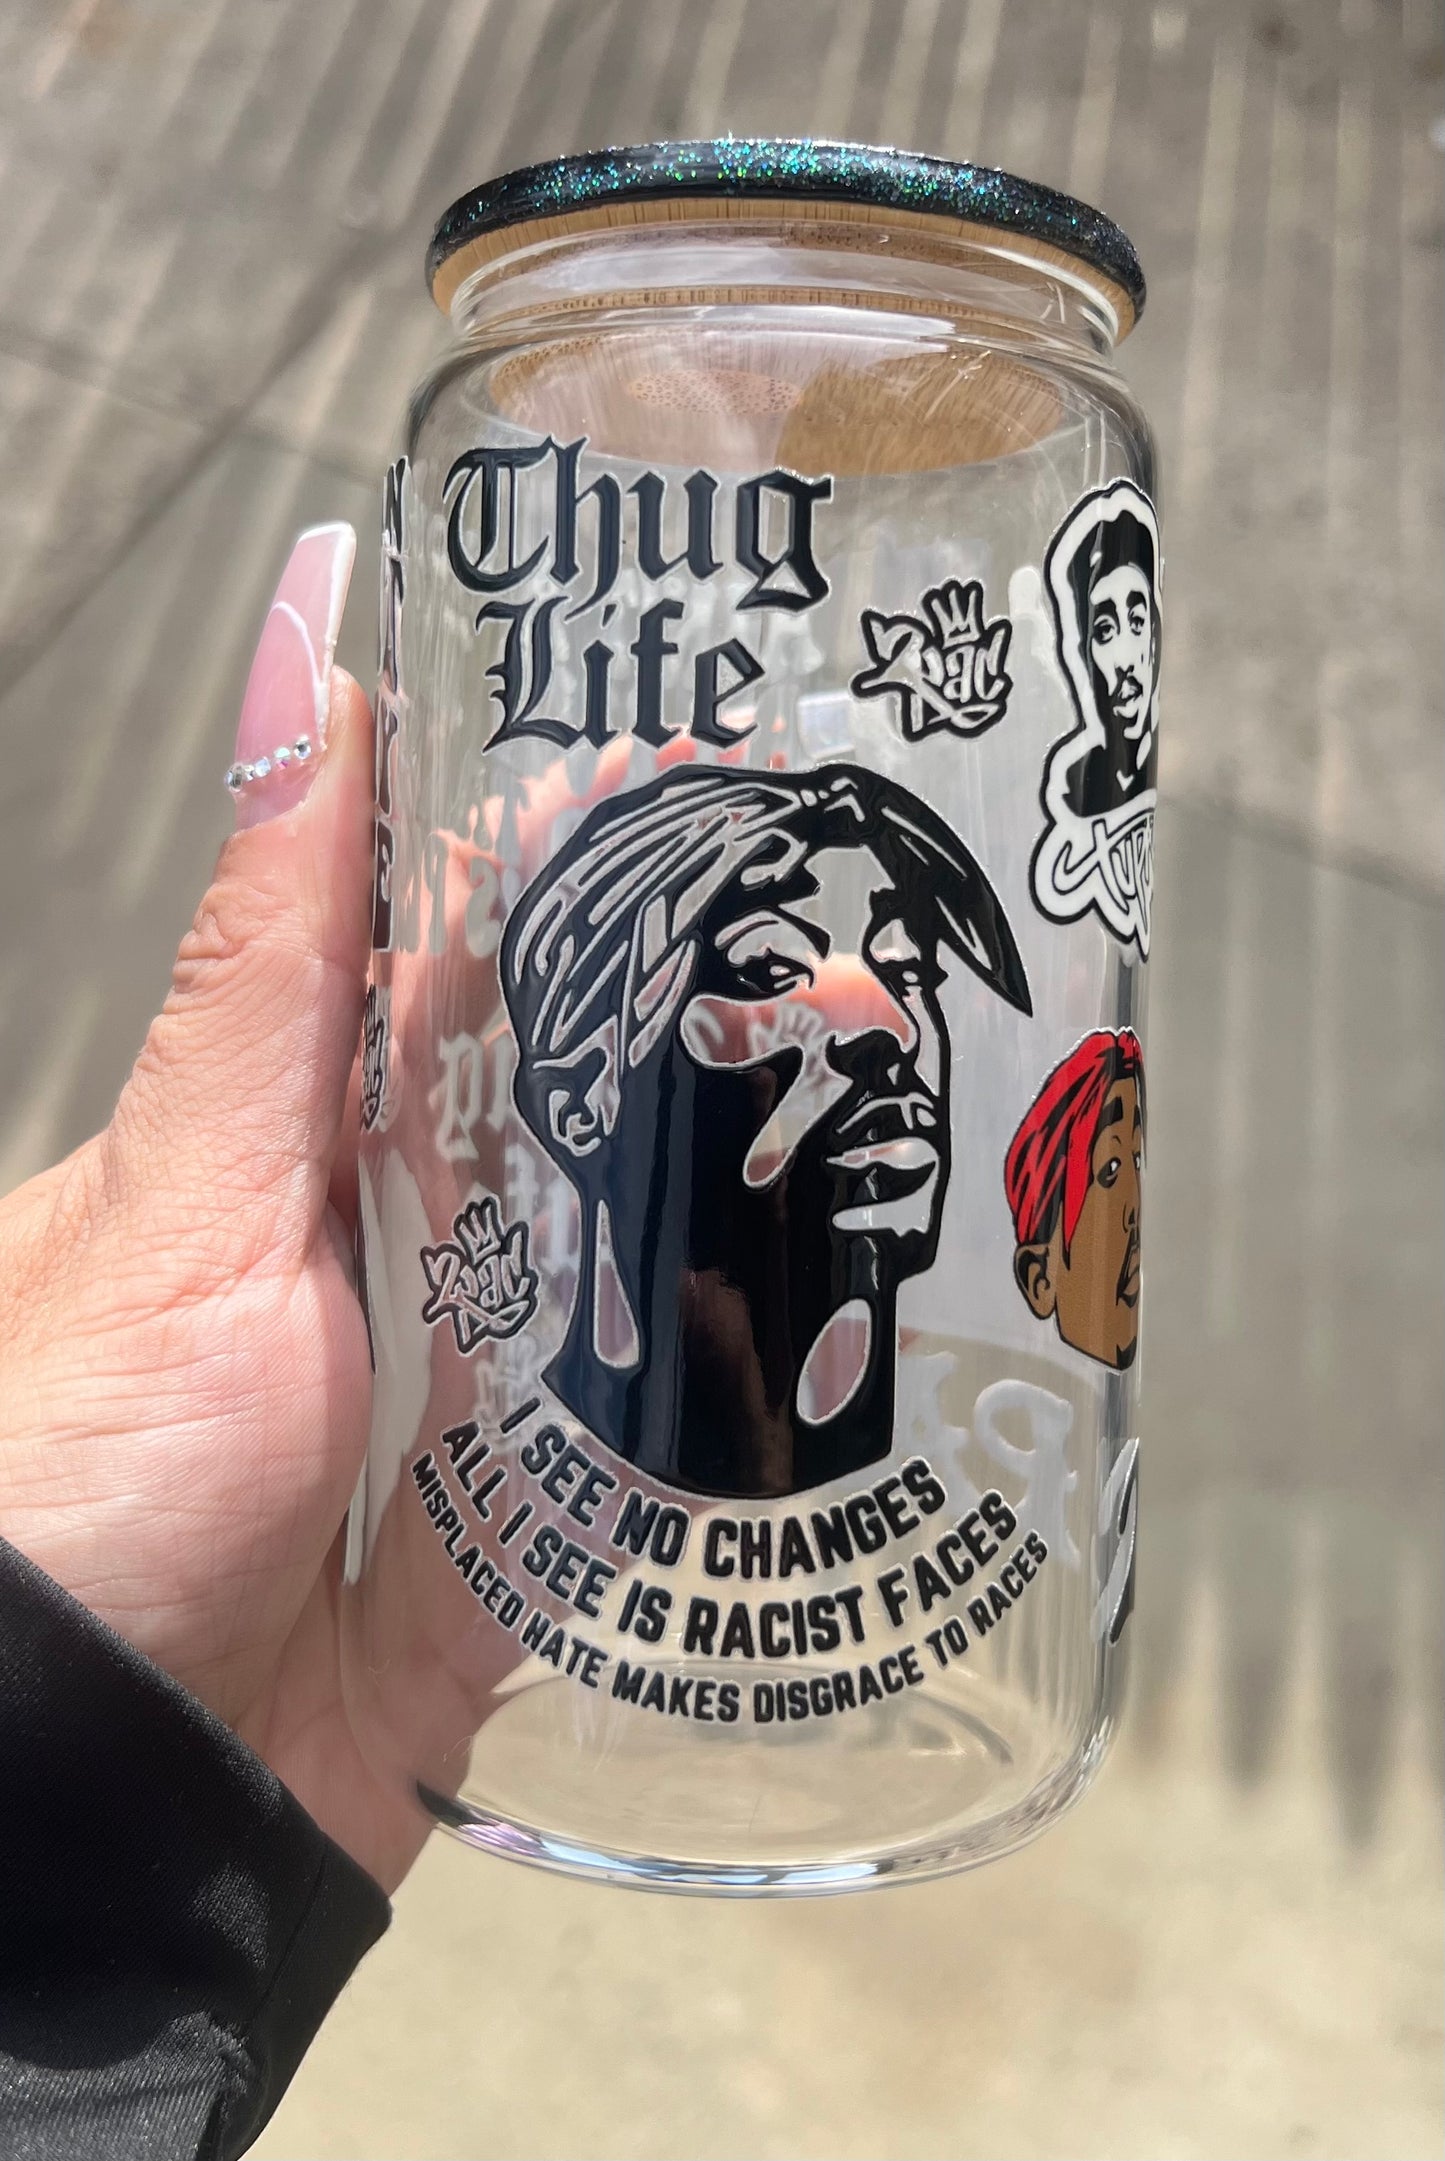 Thug
Life
2Pac
2Pac
I SEE NO CHANGES
ALL I SEE IS RACIST FACES
MISPLACED HATE MAKES DISGRACE TO RACES